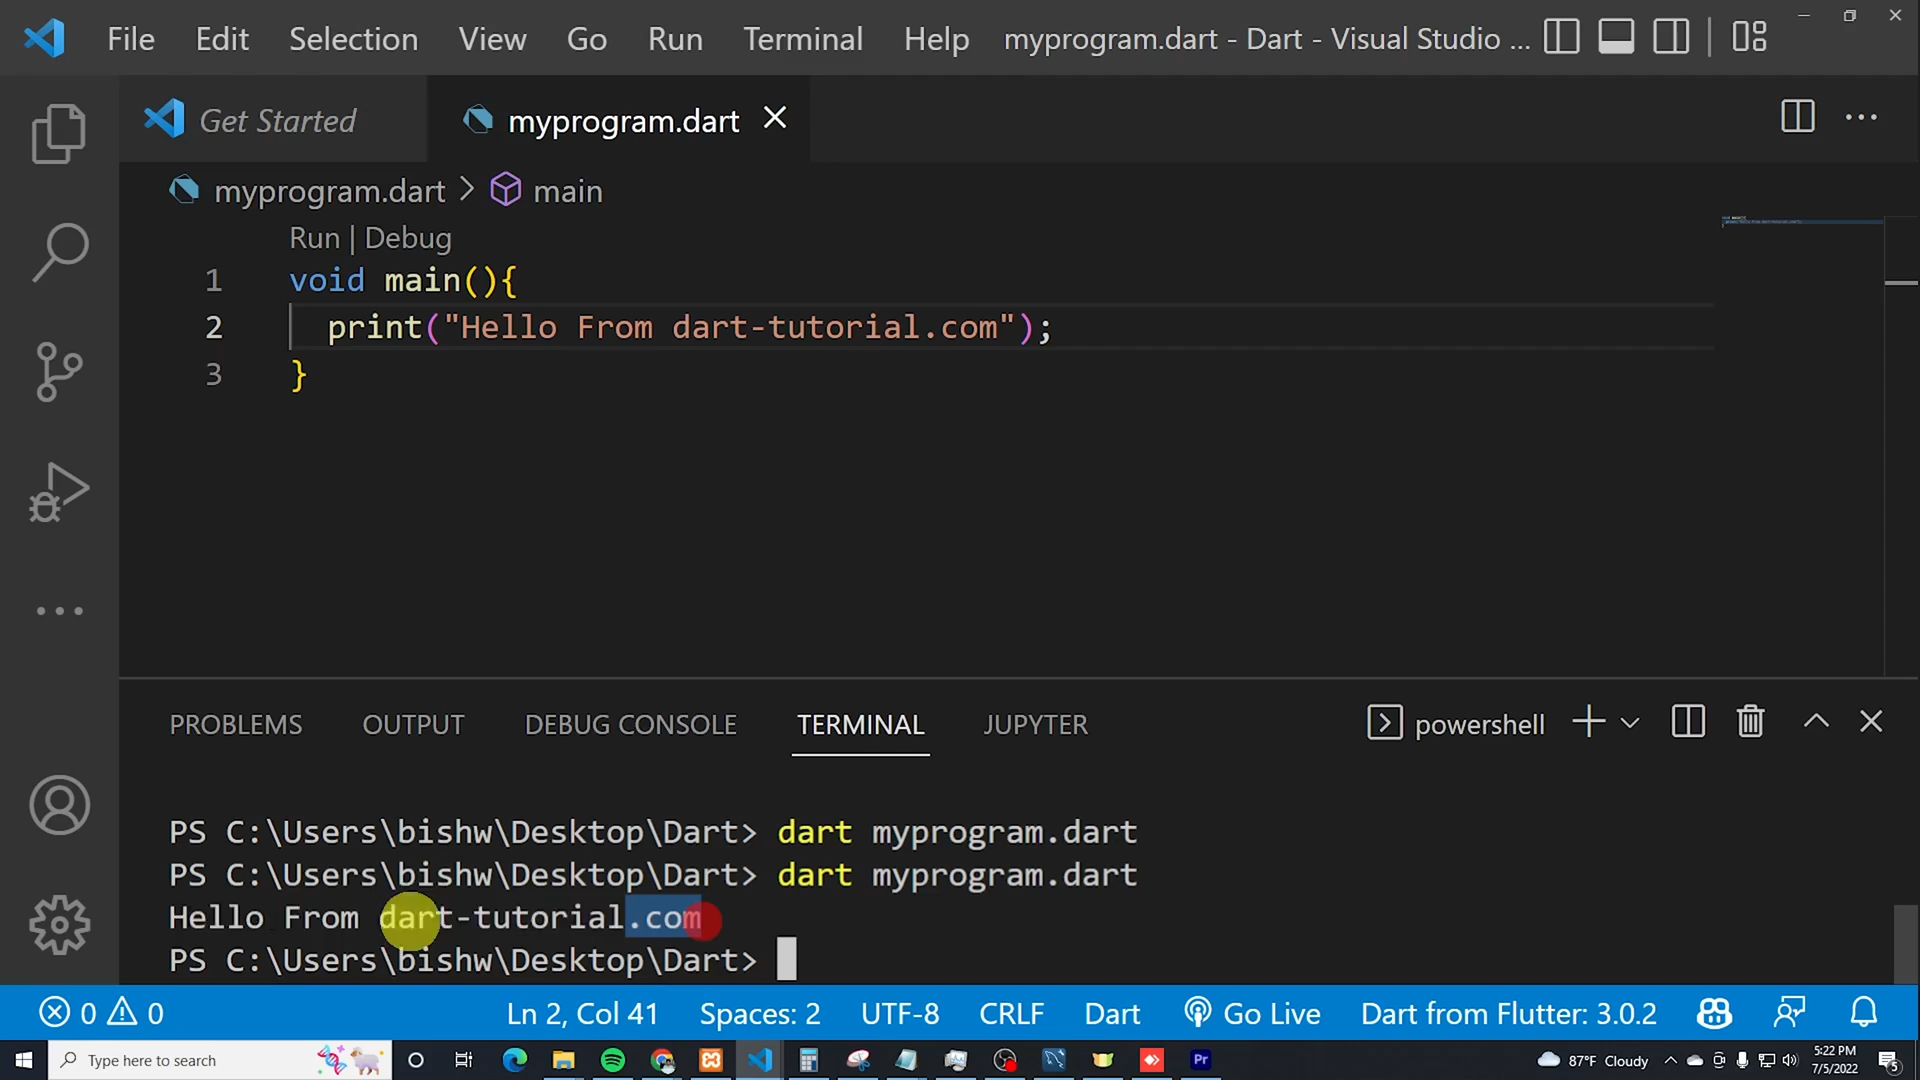 File Edit Selection View Go Run Terminal Help myprogram.dart - Dart - Visual Studio ...
Get Started myprogram.dart
myprogram.dart > main
Run | Debug
1 void main(){
2 print("Hello From dart-tutorial.com");
3 }
PROBLEMS OUTPUT DEBUG CONSOLE TERMINAL JUPYTER powershell
PS C:\Users\bishw\Desktop\Dart> dart myprogram.dart
PS C:\Users\bishw\Desktop\Dart> dart myprogram.dart
Hello From dart-tutorial.com
PS C:\Users\bishw\Desktop\Dart>
0 0 Ln 2, Col 41 Spaces: 2 UTF-8 CRLF Dart Go Live Dart from Flutter: 3.0.2
Type here to search Pr 87°F Cloudy 5:22 PM
7/5/2022 5